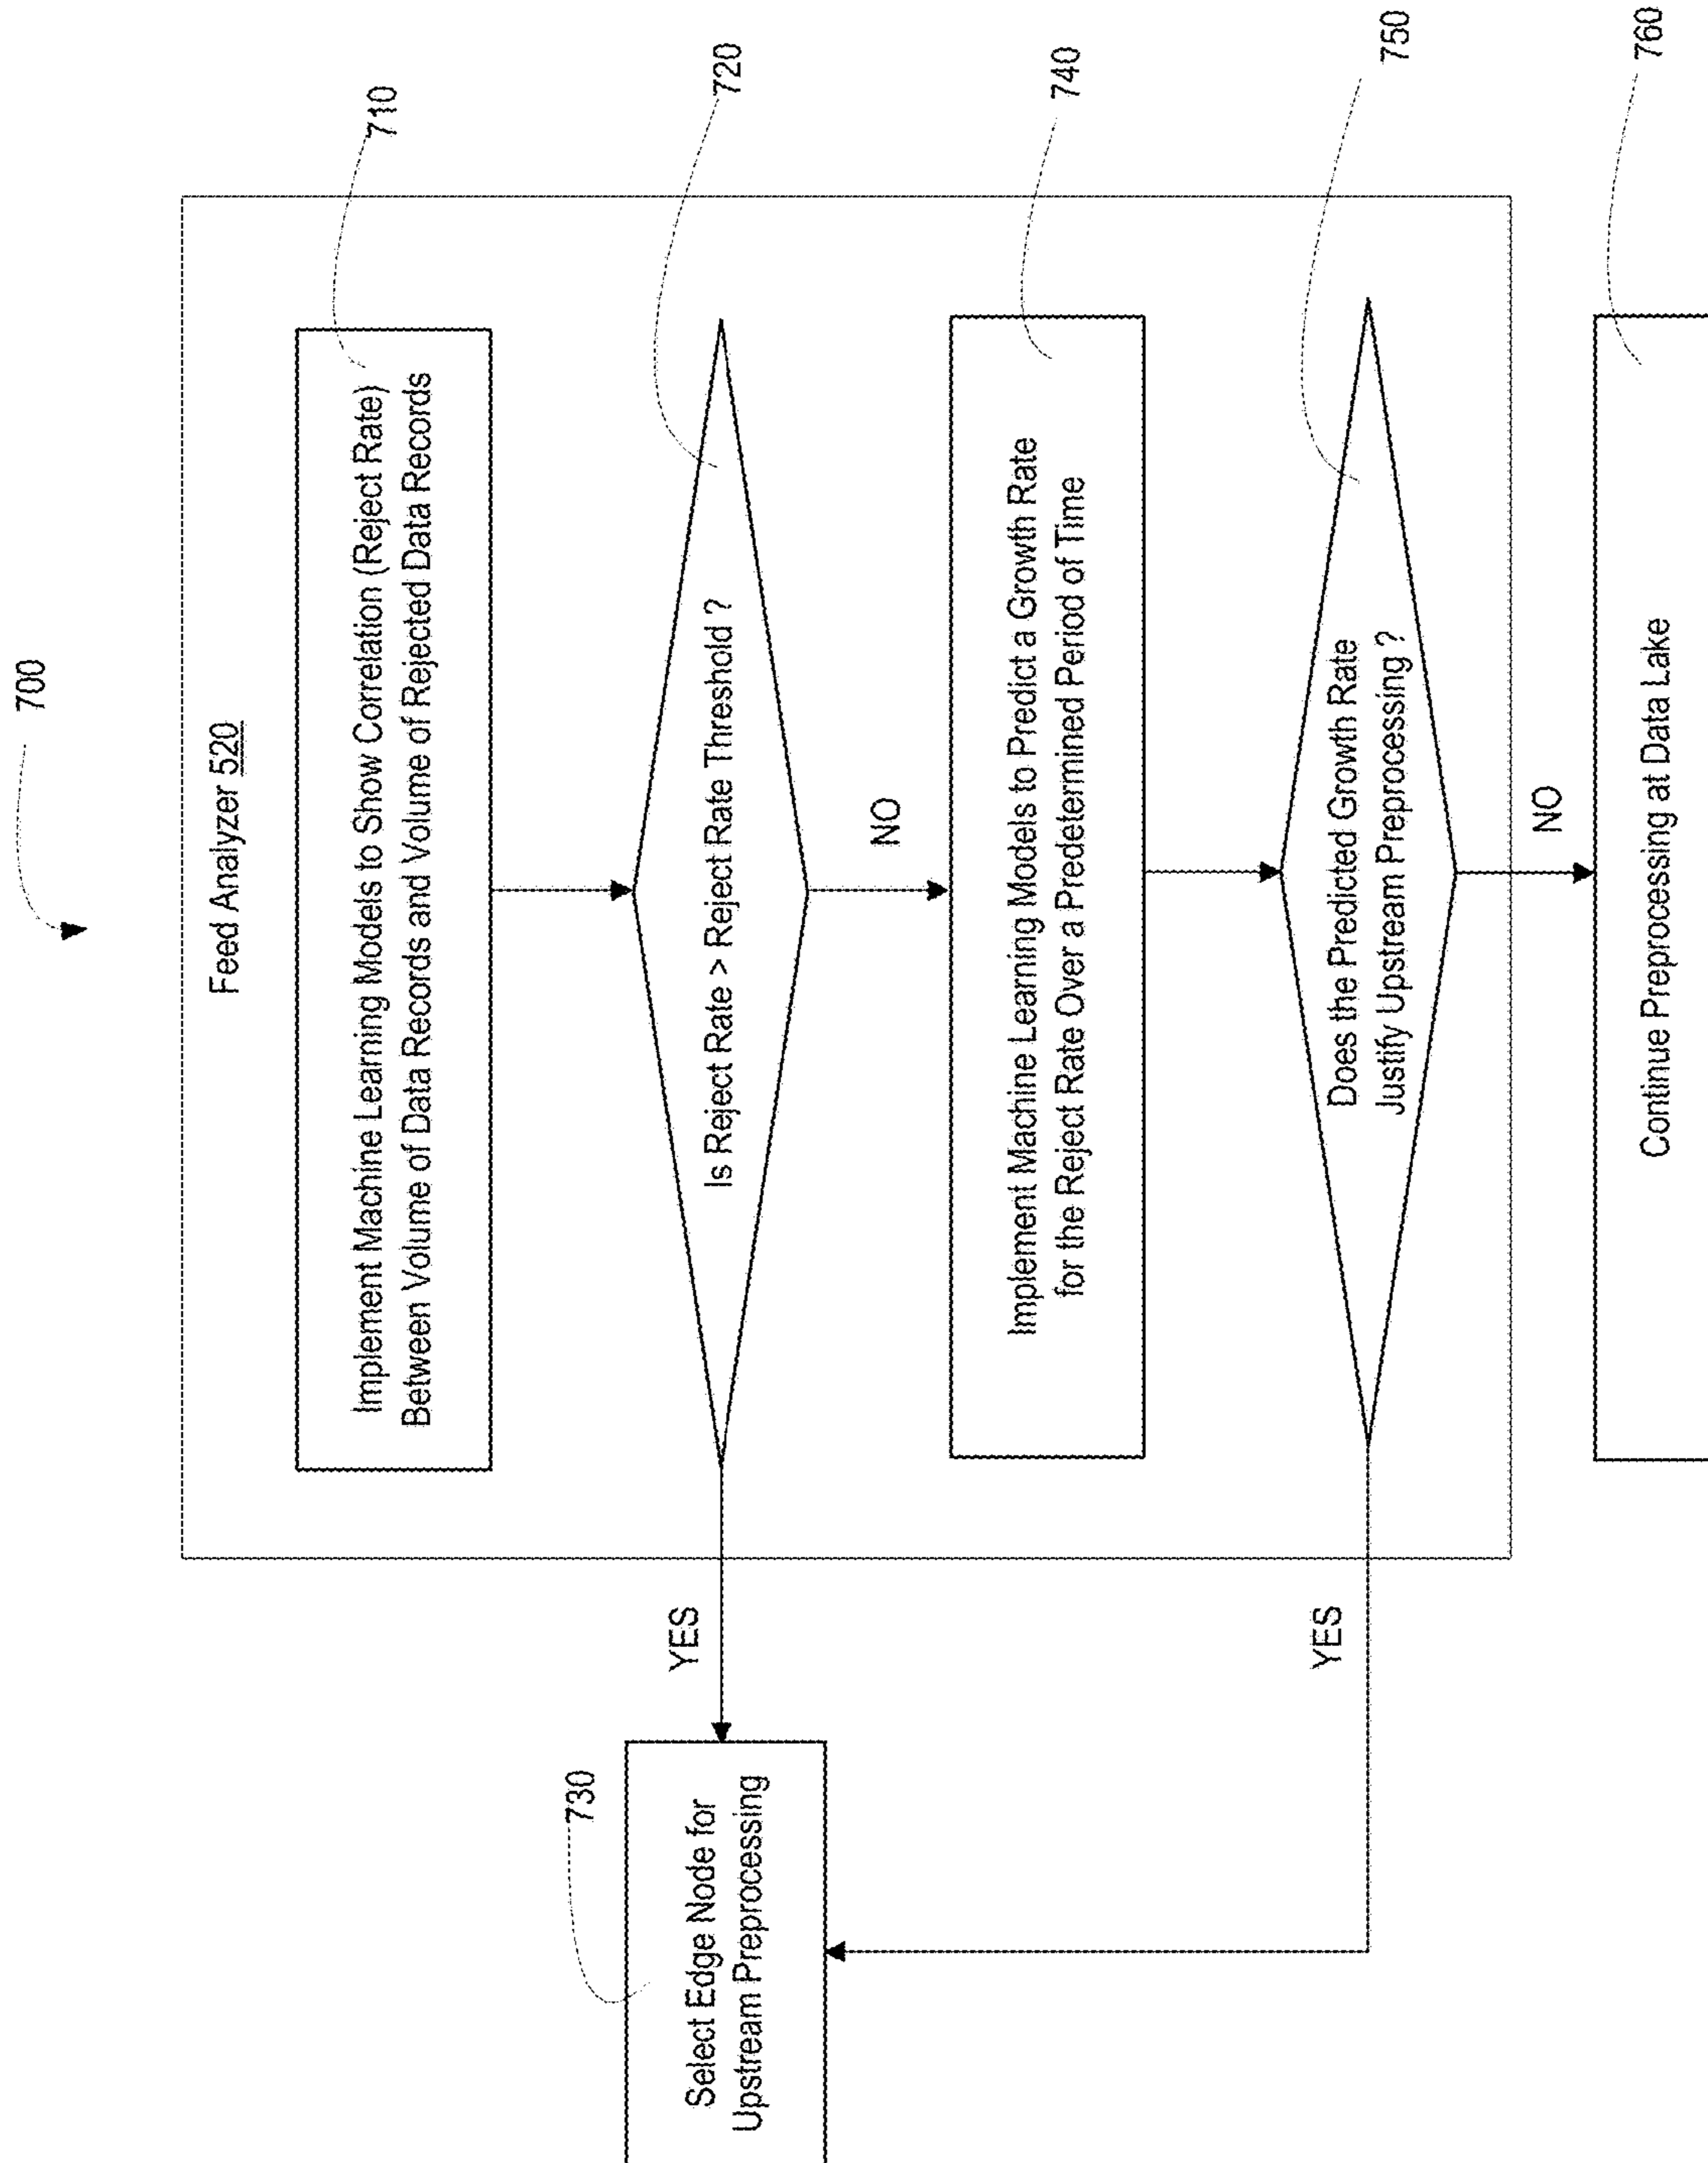 700
Feed Analyzer 520
710
Implement Machine Learning Models to Show Correlation (Reject Rate)
Between Volume of Data Records and Volume of Rejected Data Records
720
Is Reject Rate > Reject Rate Threshold ?
YES
730
Select Edge Node for
Upstream Preprocessing
NO
740
Implement Machine Learning Models to Predict a Growth Rate
for the Reject Rate Over a Predetermined Period of Time
750
Does the Predicted Growth Rate
Justify Upstream Preprocessing ?
YES
NO
760
Continue Preprocessing at Data Lake